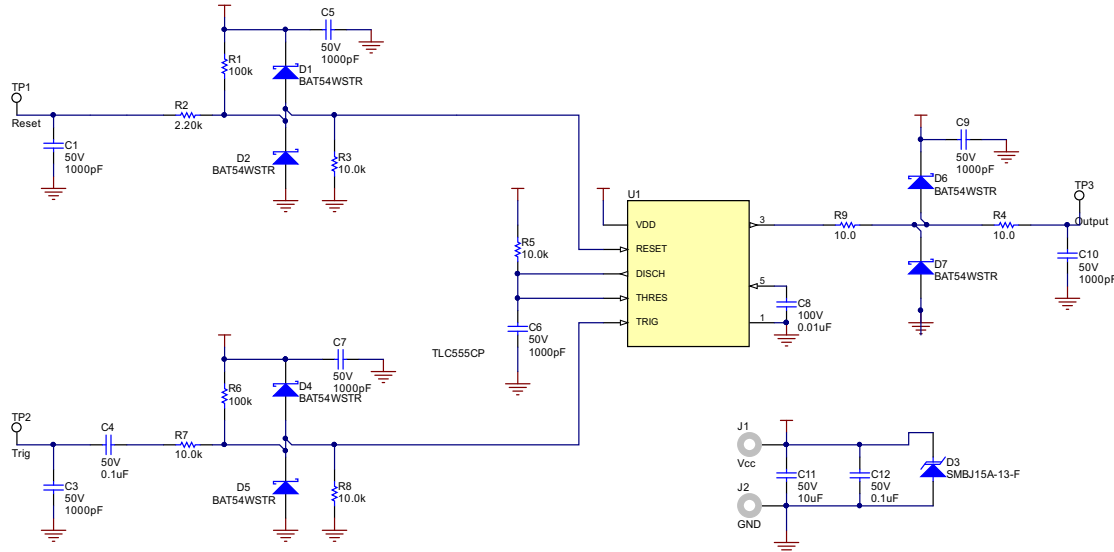 C5
50V
1000pF
R1
100k
D1
BAT54WSTR
TP1
Reset
R2
2.20k
C1
50V
1000pF
D2
BAT54WSTR
R3
10.0k
U1
VDD
RESET
DISCH
THRES
TRIG
3
5
1
TLC555CP
R5
10.0k
C6
50V
1000pF
C8
100V
0.01uF
C9
50V
1000pF
D6
BAT54WSTR
TP3
Output
R9
10.0
R4
10.0
D7
BAT54WSTR
C10
50V
1000pF
C7
50V
1000pF
R6
100k
D4
BAT54WSTR
TP2
Trig
C4
50V
0.1uF
R7
10.0k
C3
50V
1000pF
D5
BAT54WSTR
R8
10.0k
J1
Vcc
J2
GND
C11
50V
10uF
C12
50V
0.1uF
D3
SMBJ15A-13-F